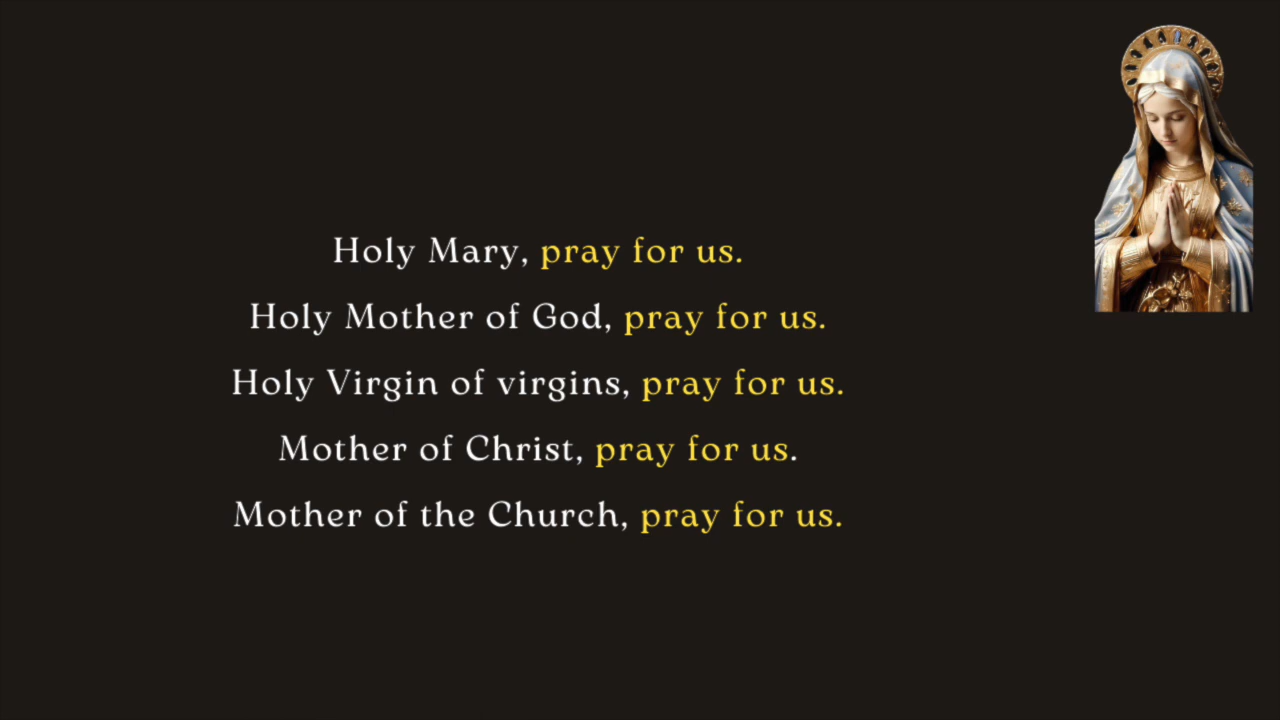 Holy Mary, pray for us.
Holy Mother of God, pray for us.
Holy Virgin of virgins, pray for us.
Mother of Christ, pray for us.
Mother of the Church, pray for us.